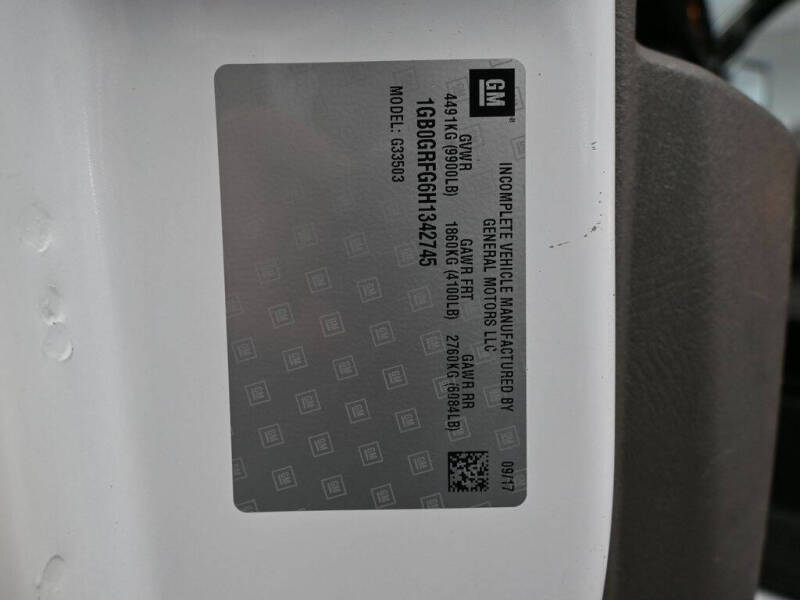 GM
INCOMPLETE VEHICLE MANUFACTURED BY
GENERAL MOTORS LLC
09/17
GVWR GAWR FRT GAWR RR
4491KG (9900LB) 1860KG (4100LB) 2760KG (6084LB)
1GB0GRFG6H1342745
MODEL: G33503